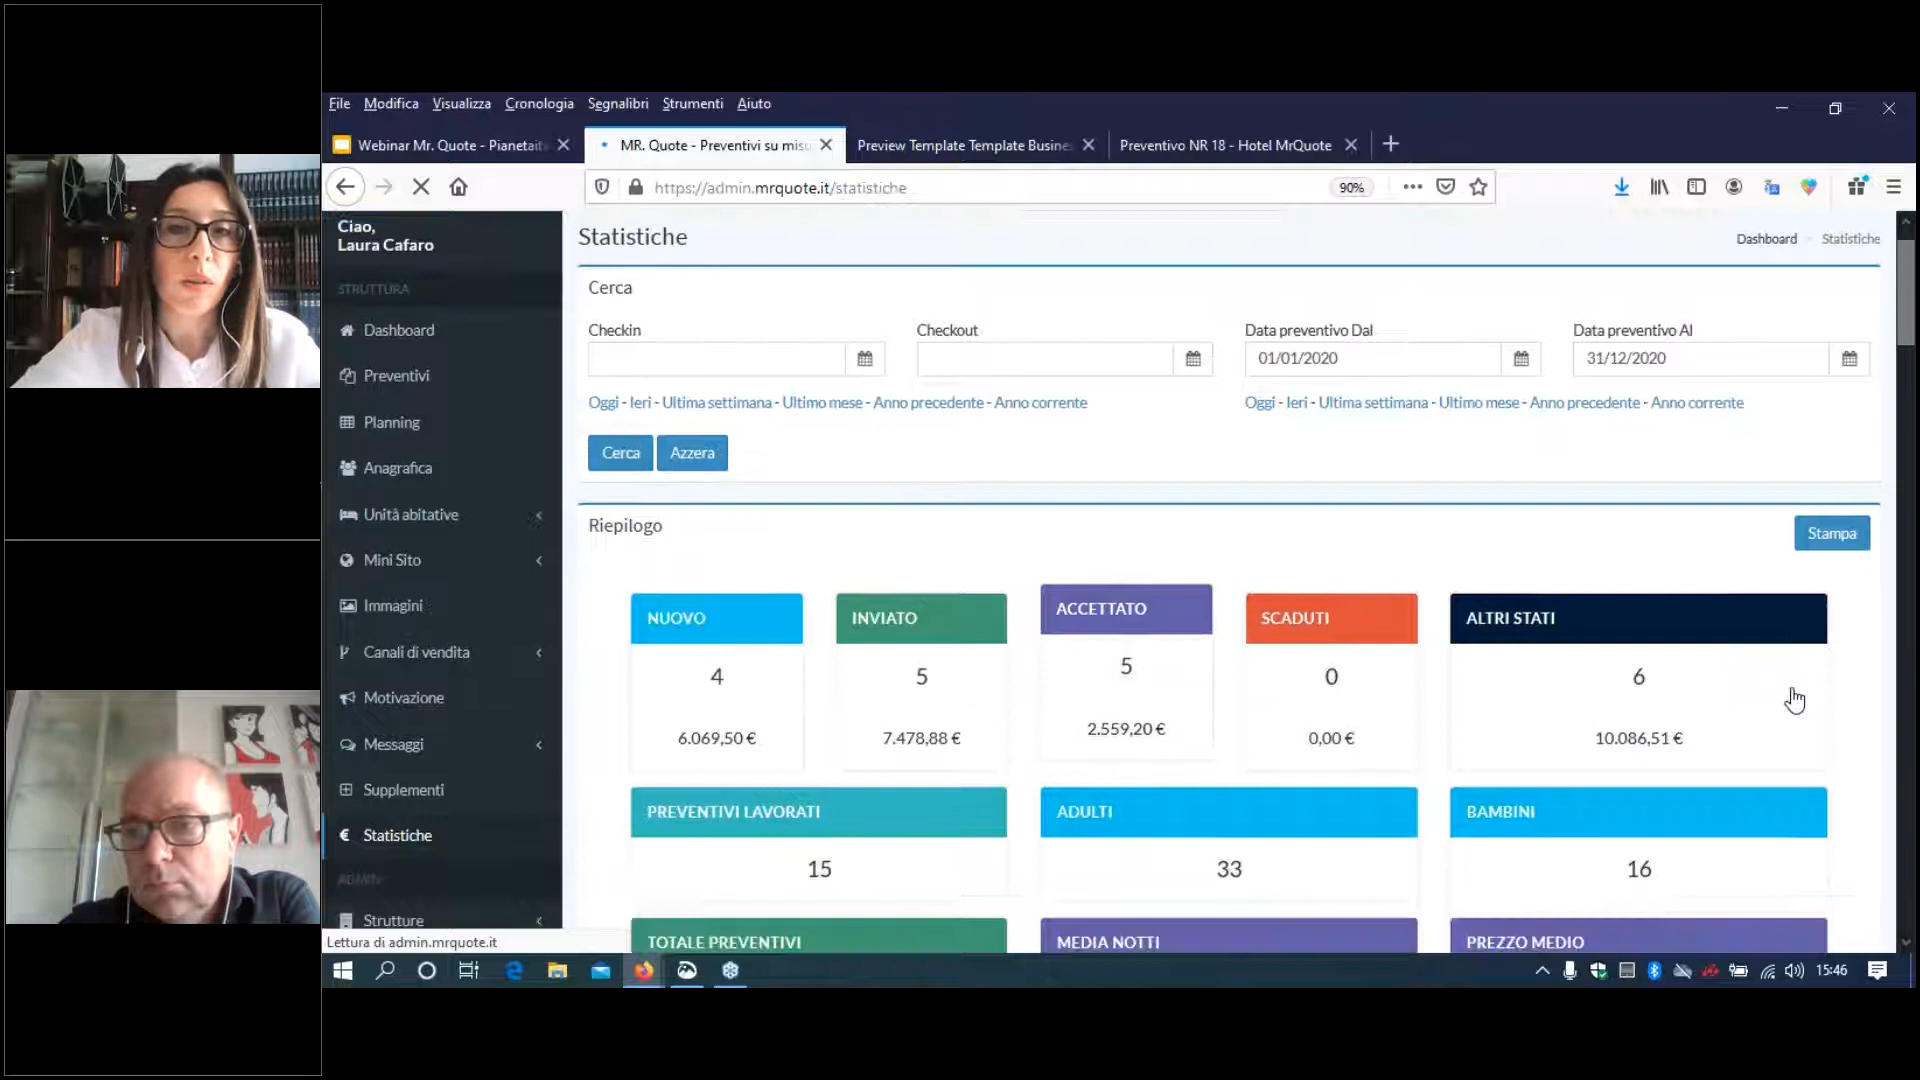 File Modifica Visualizza Cronologia Segnalibri Strumenti Aiuto
Webinar Mr. Quote - Pianetait
MR. Quote - Preventivi su misu
Preview Template Template Busine
Preventivo NR 18 - Hotel MrQuote
https://admin.mrquote.it/statistiche
90%
Ciao,
Laura Cafaro
STRUTTURA
Dashboard
Preventivi
Planning
Anagrafica
Unità abitative
Mini Sito
Immagini
Canali di vendita
Motivazione
Messaggi
Supplementi
€ Statistiche
ADMIN
Strutture
Lettura di admin.mrquote.it
Statistiche
Dashboard Statistiche
Cerca
Checkin Checkout Data preventivo Dal Data preventivo Al
01/01/2020 31/12/2020
Oggi - Ieri - Ultima settimana - Ultimo mese - Anno precedente - Anno corrente
Oggi - Ieri - Ultima settimana - Ultimo mese - Anno precedente - Anno corrente
Cerca Azzera
Riepilogo
Stampa
NUOVO INVIATO ACCETTATO SCADUTI ALTRI STATI
4 5 5 0 6
6.069,50 € 7.478,88 € 2.559,20 € 0,00 € 10.086,51 €
PREVENTIVI LAVORATI ADULTI BAMBINI
15 33 16
TOTALE PREVENTIVI MEDIA NOTTI PREZZO MEDIO
15:46